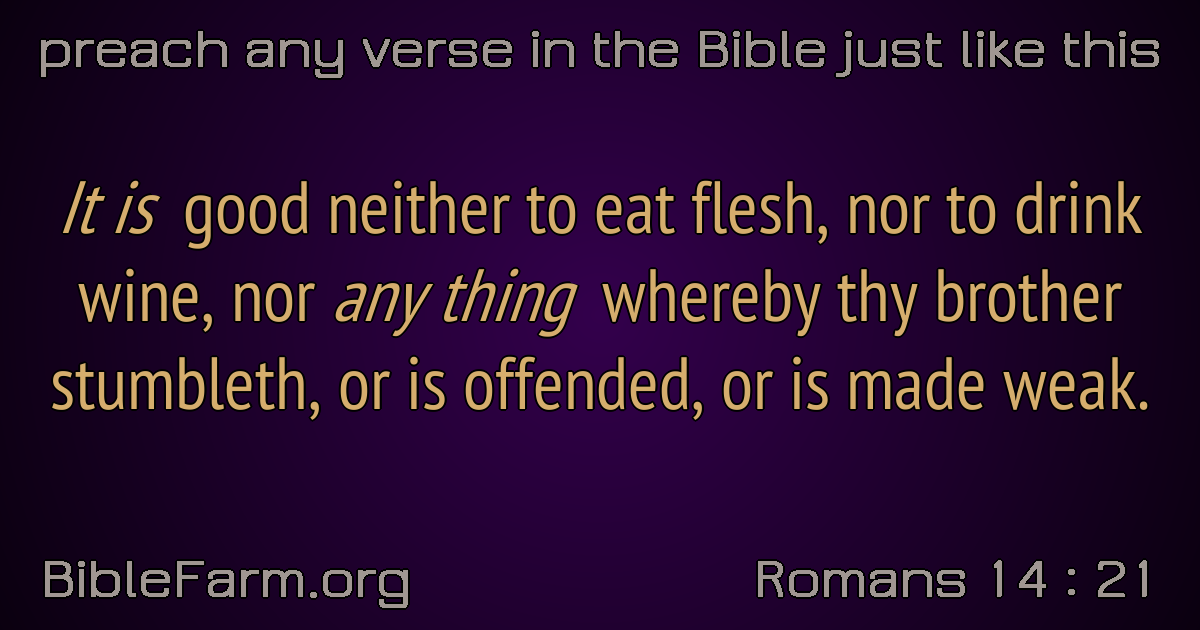 preach any verse in the Bible just like this
It is good neither to eat flesh, nor to drink
wine, nor any thing whereby thy brother
stumbleth, or is offended, or is made weak.
BibleFarm.org
Romans 14 : 21